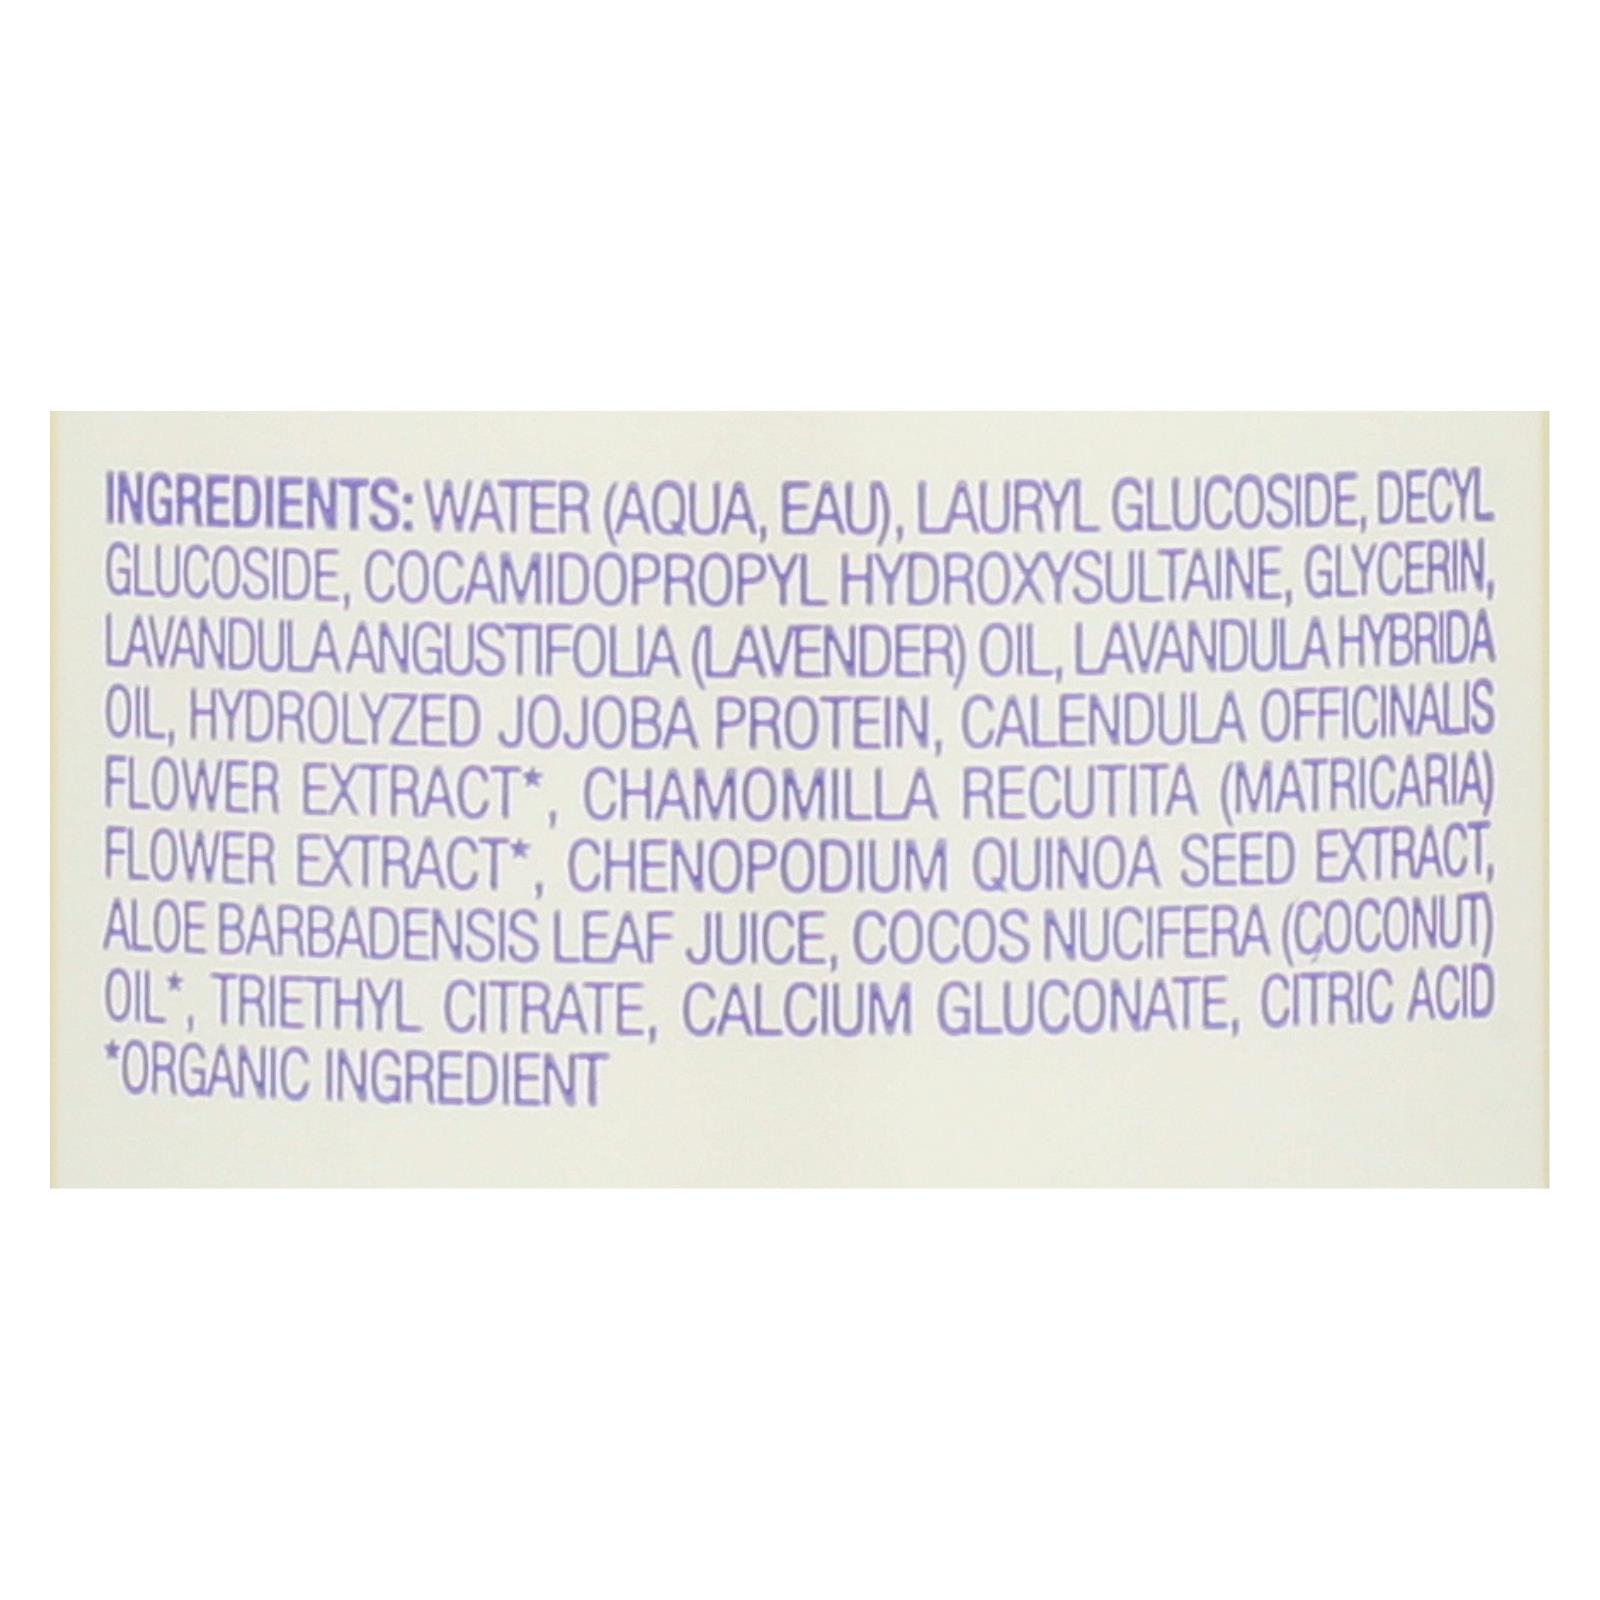 INGREDIENTS: WATER (AQUA, EAU), LAURYL GLUCOSIDE, DECYL
GLUCOSIDE, COCAMIDOPROPYL HYDROXYSULTAINE, GLYCERIN,
LAVANDULA ANGUSTIFOLIA (LAVENDER) OIL, LAVANDULA HYBRIDA
OIL, HYDROLYZED JOJOBA PROTEIN, CALENDULA OFFICINALIS
FLOWER EXTRACT*, CHAMOMILLA RECUTITA (MATRICARIA)
FLOWER EXTRACT*, CHENOPODIUM QUINOA SEED EXTRACT,
ALOE BARBADENSIS LEAF JUICE, COCOS NUCIFERA (COCONUT)
OIL*, TRIETHYL CITRATE, CALCIUM GLUCONATE, CITRIC ACID
*ORGANIC INGREDIENT